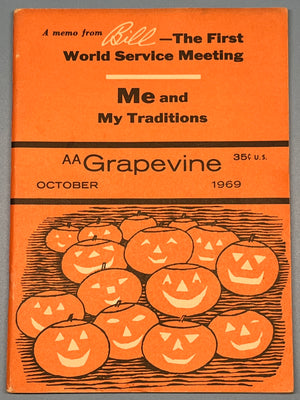 A memo from Bill—The First
World Service Meeting
Me and
My Traditions
AA Grapevine 35¢ U.S.
OCTOBER 1969